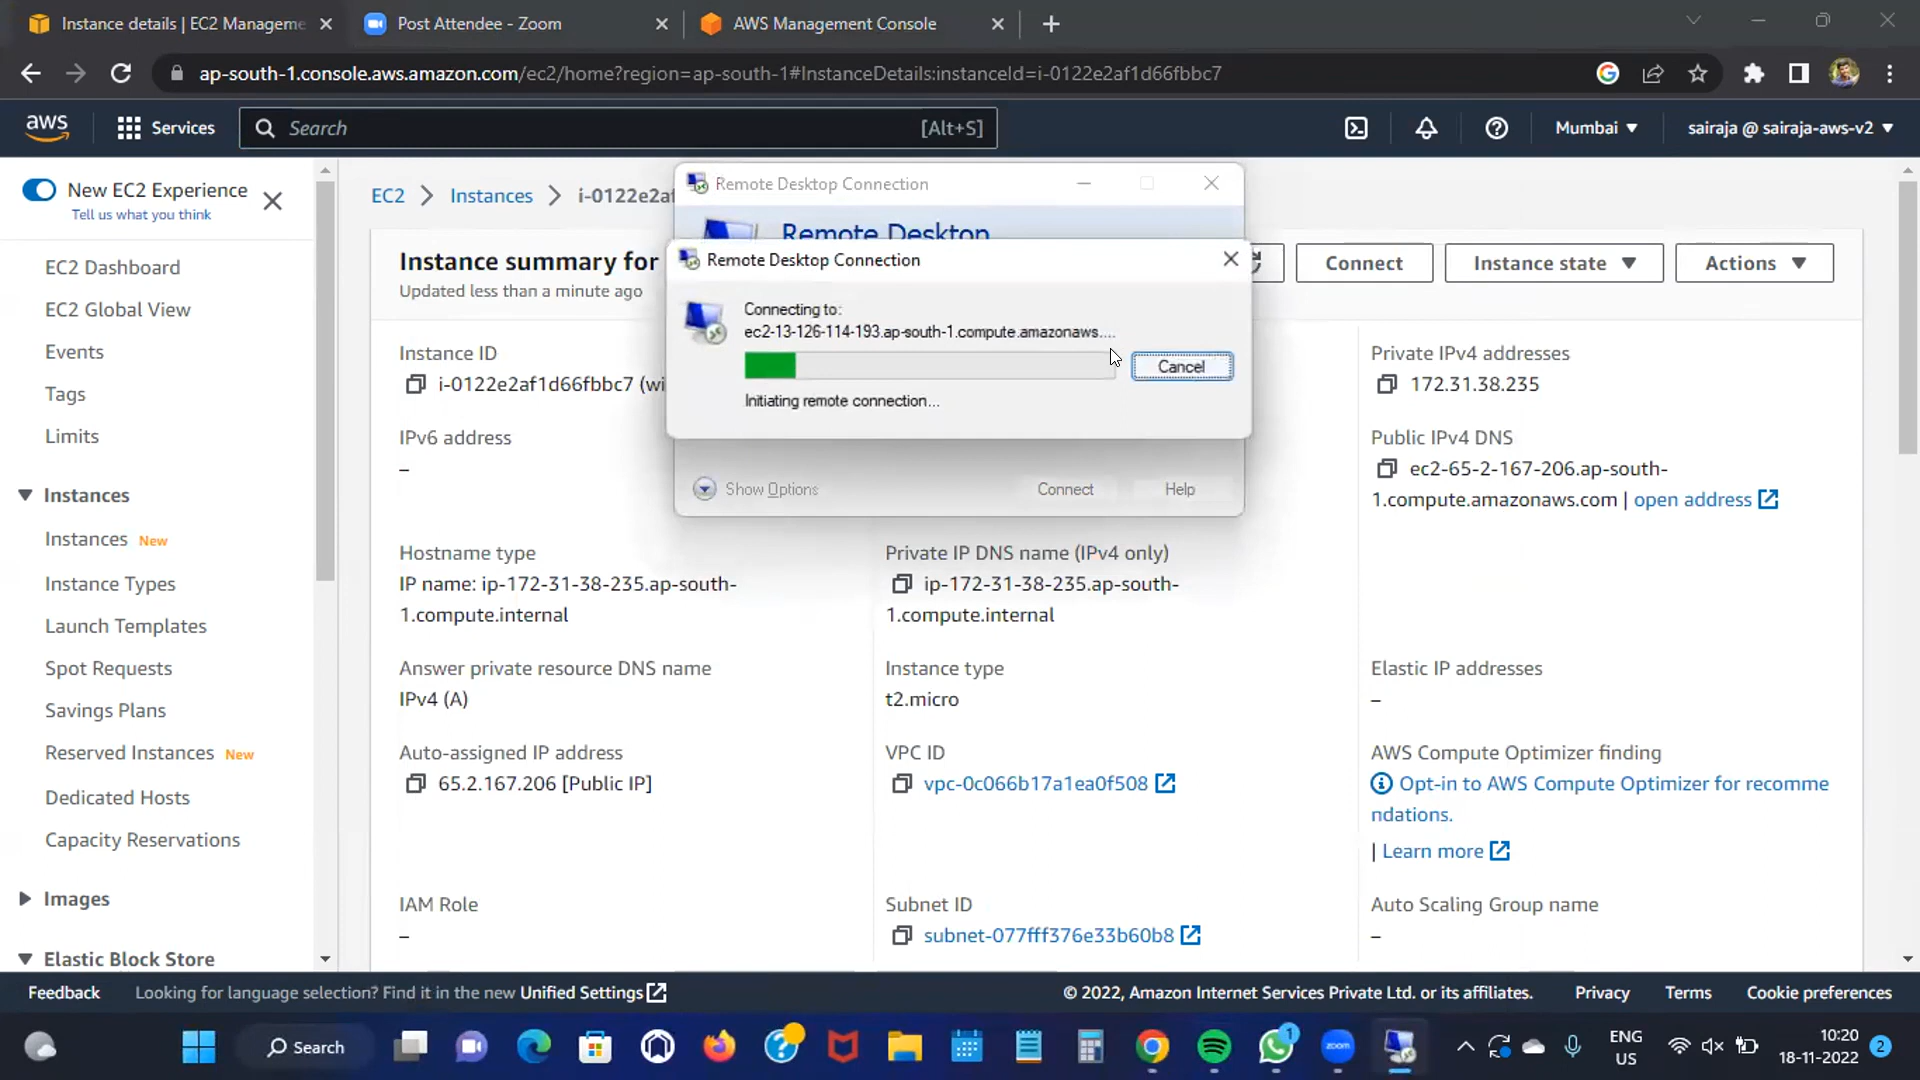 Instance details | EC2 Manageme
Post Attendee - Zoom
AWS Management Console
ap-south-1.console.aws.amazon.com/ec2/home?region=ap-south-1#InstanceDetails:instanceId=i-0122e2af1d66fbbc7
aws
Services
Search
[Alt+S]
Mumbai
sairaja @ sairaja-aws-v2
New EC2 Experience
Tell us what you think
EC2 Dashboard
EC2 Global View
Events
Tags
Limits
Instances
Instances New
Instance Types
Launch Templates
Spot Requests
Savings Plans
Reserved Instances New
Dedicated Hosts
Capacity Reservations
Images
Elastic Block Store
EC2
Instances
i-0122e2af
Instance summary for
Updated less than a minute ago
Connect
Instance state
Actions
Remote Desktop Connection
Remote Desktop
Remote Desktop Connection
Connecting to:
ec2-13-126-114-193.ap-south-1.compute.amazonaws....
Cancel
Initiating remote connection...
Show Options
Connect
Help
Instance ID
i-0122e2af1d66fbbc7 (wi
Private IPv4 addresses
172.31.38.235
IPv6 address
–
Public IPv4 DNS
ec2-65-2-167-206.ap-south-
1.compute.amazonaws.com | open address
Hostname type
IP name: ip-172-31-38-235.ap-south-
1.compute.internal
Private IP DNS name (IPv4 only)
ip-172-31-38-235.ap-south-
1.compute.internal
Answer private resource DNS name
IPv4 (A)
Instance type
t2.micro
Elastic IP addresses
–
Auto-assigned IP address
65.2.167.206 [Public IP]
VPC ID
vpc-0c066b17a1ea0f508
AWS Compute Optimizer finding
Opt-in to AWS Compute Optimizer for recomme
ndations.
| Learn more
IAM Role
–
Subnet ID
subnet-077fff376e33b60b8
Auto Scaling Group name
–
Feedback
Looking for language selection? Find it in the new Unified Settings
© 2022, Amazon Internet Services Private Ltd. or its affiliates.
Privacy
Terms
Cookie preferences
Search
zoom
1
ENG
US
10:20
18-11-2022
2